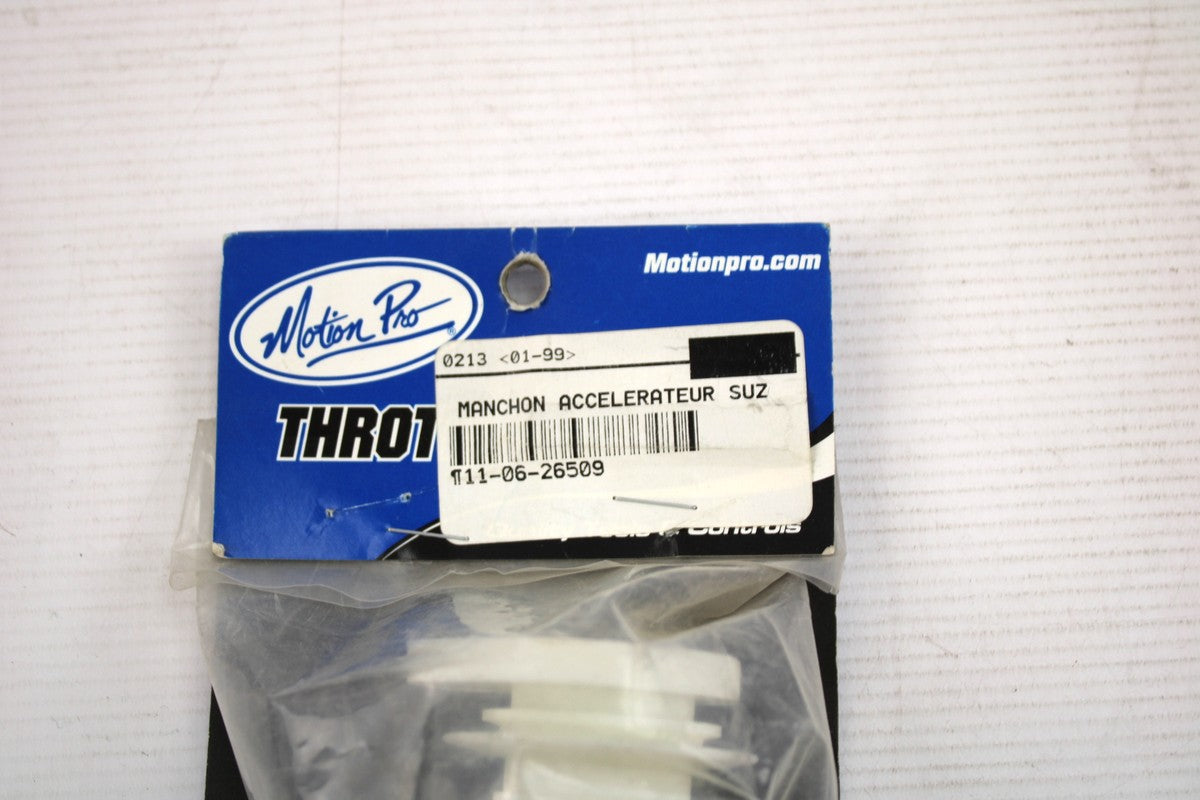 Motionpro.com
Motion Pro®
0213 <01-99>
MANCHON ACCELERATEUR SUZ
THROT
¶11-06-26509
Controls